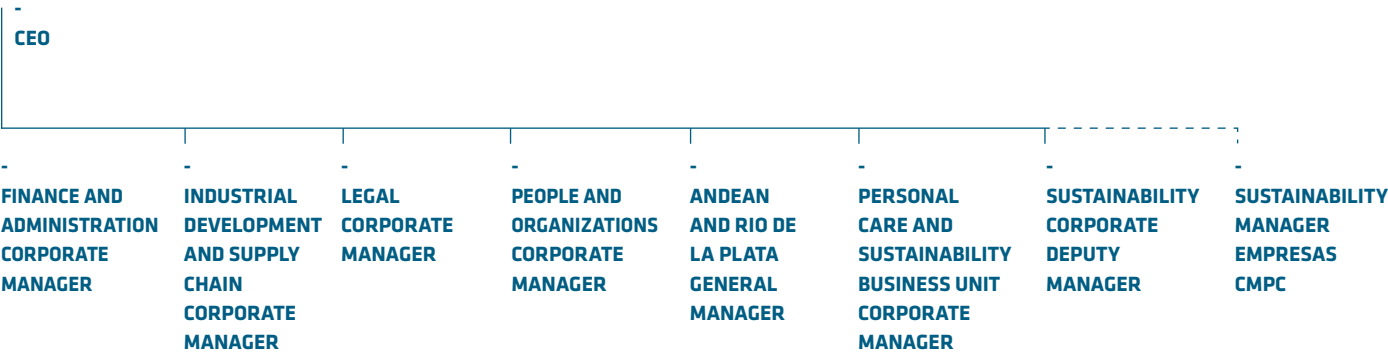 -
CEO
-
FINANCE AND
ADMINISTRATION
CORPORATE
MANAGER
-
INDUSTRIAL
DEVELOPMENT
AND SUPPLY
CHAIN
CORPORATE
MANAGER
-
LEGAL
CORPORATE
MANAGER
-
PEOPLE AND
ORGANIZATIONS
CORPORATE
MANAGER
-
ANDEAN
AND RIO DE
LA PLATA
GENERAL
MANAGER
-
PERSONAL
CARE AND
SUSTAINABILITY
BUSINESS UNIT
CORPORATE
MANAGER
-
SUSTAINABILITY
CORPORATE
DEPUTY
MANAGER
-
SUSTAINABILITY
MANAGER
EMPRESAS
CMPC